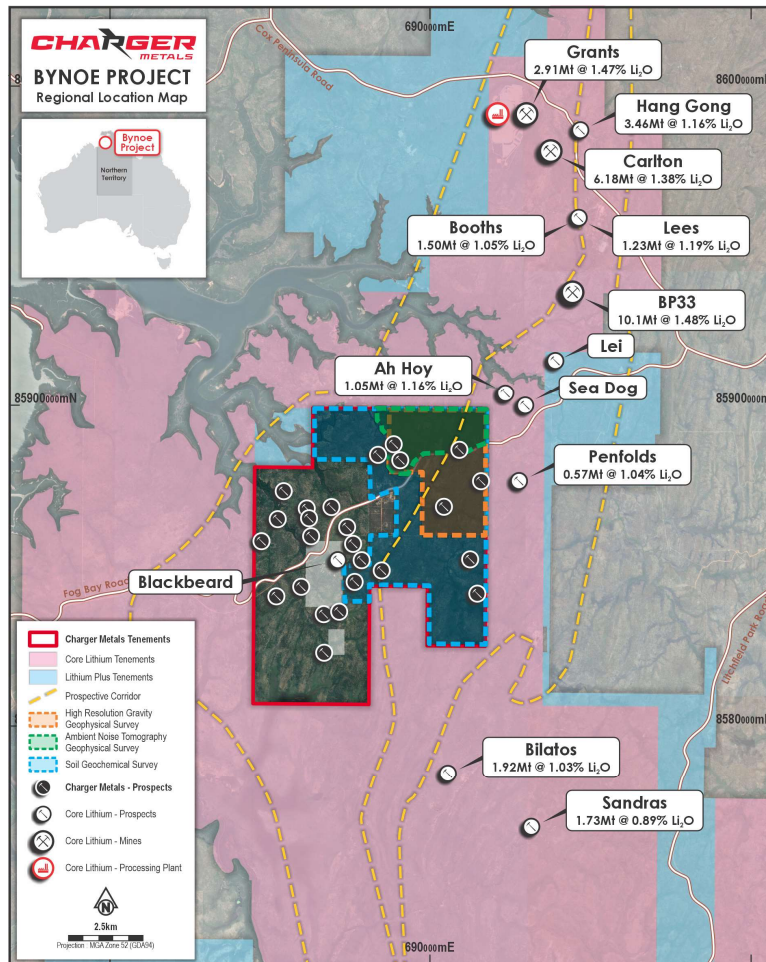 CHARGER
METALS
BYNOE PROJECT
Regional Location Map
Bynoe
Project
Northern
Territory
690000mE
Cox Peninsula Road
Grants
2.91Mt @ 1.47% Li2O
8600000mN
Hang Gong
3.46Mt @ 1.16% Li2O
Carlton
6.18Mt @ 1.38% Li2O
Booths
1.50Mt @ 1.05% Li2O
Lees
1.23Mt @ 1.19% Li2O
BP33
10.1Mt @ 1.48% Li2O
Lei
Ah Hoy
1.05Mt @ 1.16% Li2O
Sea Dog
8590000mN
8590000mN
Penfolds
0.57Mt @ 1.04% Li2O
Blackbeard
Fog Bay Road
Litchfield Park Road
8580000m
Bilatos
1.92Mt @ 1.03% Li2O
Sandras
1.73Mt @ 0.89% Li2O
Charger Metals Tenements
Core Lithium Tenements
Lithium Plus Tenements
Prospective Corridor
High Resolution Gravity
Geophysical Survey
Ambient Noise Tomography
Geophysical Survey
Soil Geochemical Survey
Charger Metals - Prospects
Core Lithium - Prospects
Core Lithium - Mines
Core Lithium - Processing Plant
N
2.5km
Projection : MGA Zone 52 (GDA94)
690000mE